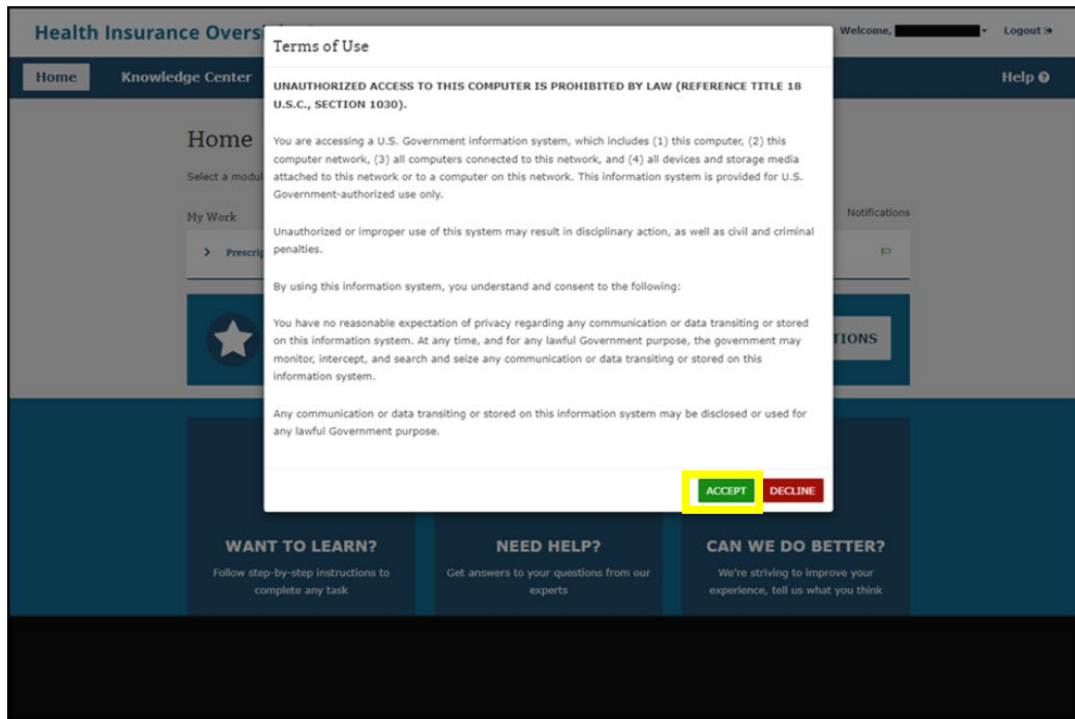 Health Insurance Overs
Welcome,
Logout
Home
Knowledge Center
Help
Terms of Use
UNAUTHORIZED ACCESS TO THIS COMPUTER IS PROHIBITED BY LAW (REFERENCE TITLE 18
U.S.C., SECTION 1030).
You are accessing a U.S. Government information system, which includes (1) this computer, (2) this
computer network, (3) all computers connected to this network, and (4) all devices and storage media
attached to this network or to a computer on this network. This information system is provided for U.S.
Government-authorized use only.
Unauthorized or improper use of this system may result in disciplinary action, as well as civil and criminal
penalties.
By using this information system, you understand and consent to the following:
You have no reasonable expectation of privacy regarding any communication or data transiting or stored
on this information system. At any time, and for any lawful Government purpose, the government may
monitor, intercept, and search and seize any communication or data transiting or stored on this
information system.
Any communication or data transiting or stored on this information system may be disclosed or used for
any lawful Government purpose.
ACCEPT
DECLINE
Home
Select a modul
My Work
Notifications
Prescrip
TIONS
WANT TO LEARN?
Follow step-by-step instructions to
complete any task
NEED HELP?
Get answers to your questions from our
experts
CAN WE DO BETTER?
We're striving to improve your
experience, tell us what you think